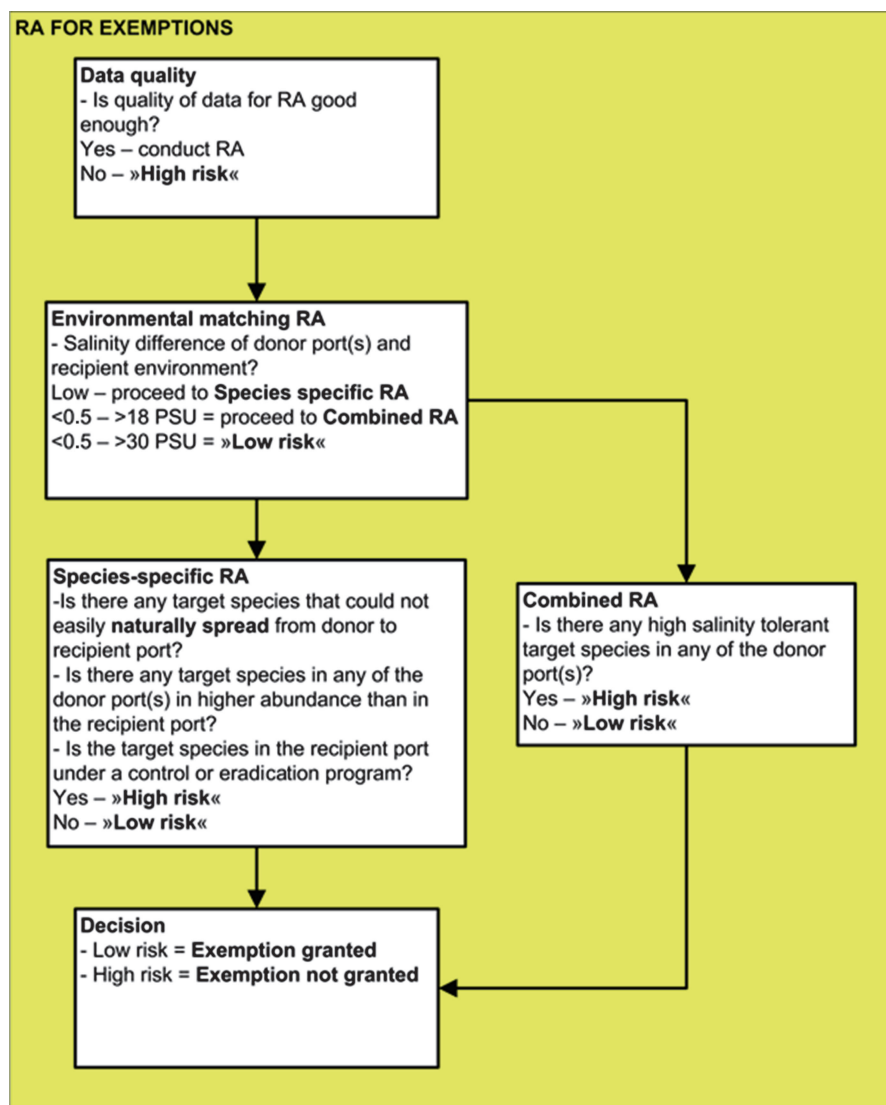 RA FOR EXEMPTIONS
Data quality
- Is quality of data for RA good
enough?
Yes – conduct RA
No – »High risk«
Environmental matching RA
- Salinity difference of donor port(s) and
recipient environment?
Low – proceed to Species specific RA
<0.5 – >18 PSU = proceed to Combined RA
<0.5 – >30 PSU = »Low risk«
Species-specific RA
-Is there any target species that could not
easily naturally spread from donor to
recipient port?
- Is there any target species in any of the
donor port(s) in higher abundance than in
the recipient port?
- Is the target species in the recipient port
under a control or eradication program?
Yes – »High risk«
No – »Low risk«
Combined RA
- Is there any high salinity tolerant
target species in any of the donor
port(s)?
Yes – »High risk«
No – »Low risk«
Decision
- Low risk = Exemption granted
- High risk = Exemption not granted